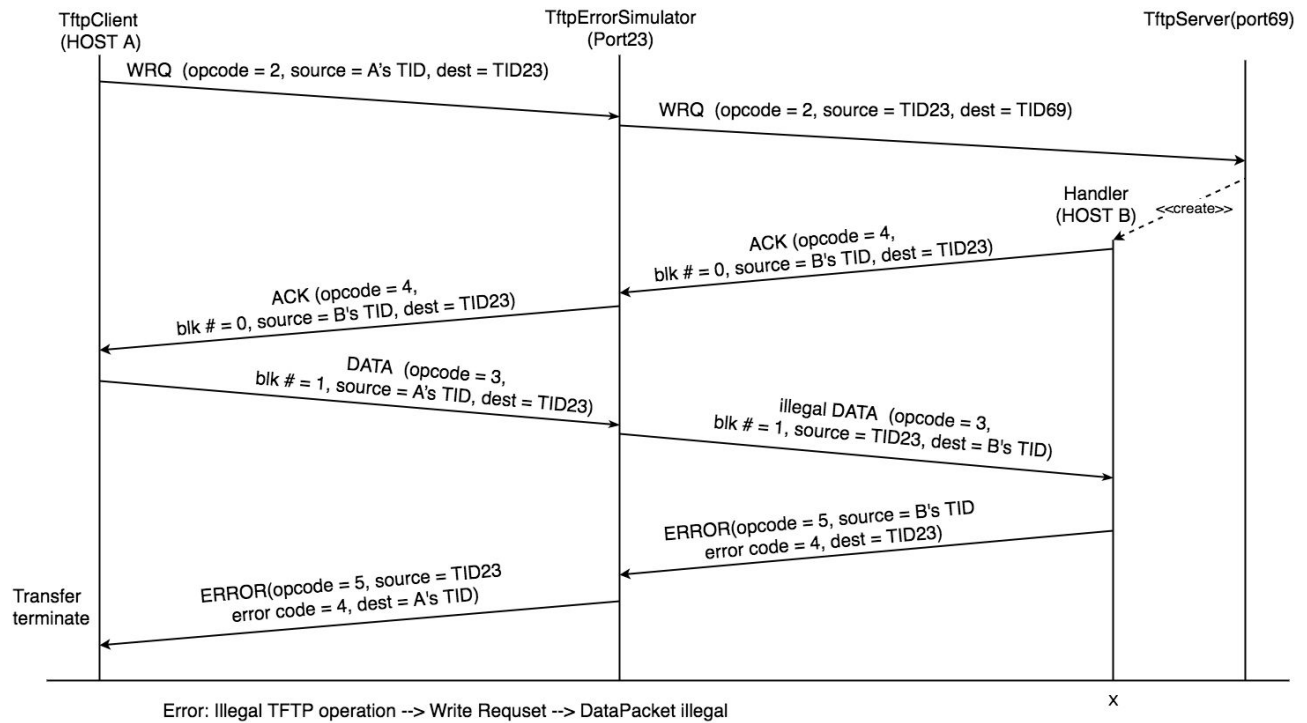 TftpClient
(HOST A)
TftpErrorSimulator
(Port23)
TftpServer(port69)
WRQ (opcode = 2, source = A's TID, dest = TID23)
WRQ (opcode = 2, source = TID23, dest = TID69)
Handler
(HOST B)
<<create>>
ACK (opcode = 4,
blk # = 0, source = B's TID, dest = TID23)
ACK (opcode = 4,
blk # = 0, source = B's TID, dest = TID23)
DATA (opcode = 3,
blk # = 1, source = A's TID, dest = TID23)
illegal DATA (opcode = 3,
blk # = 1, source = TID23, dest = B's TID)
ERROR(opcode = 5, source = B's TID
error code = 4, dest = TID23)
ERROR(opcode = 5, source = TID23
error code = 4, dest = A's TID)
Transfer
terminate
x
Error: Illegal TFTP operation --> Write Requset --> DataPacket illegal